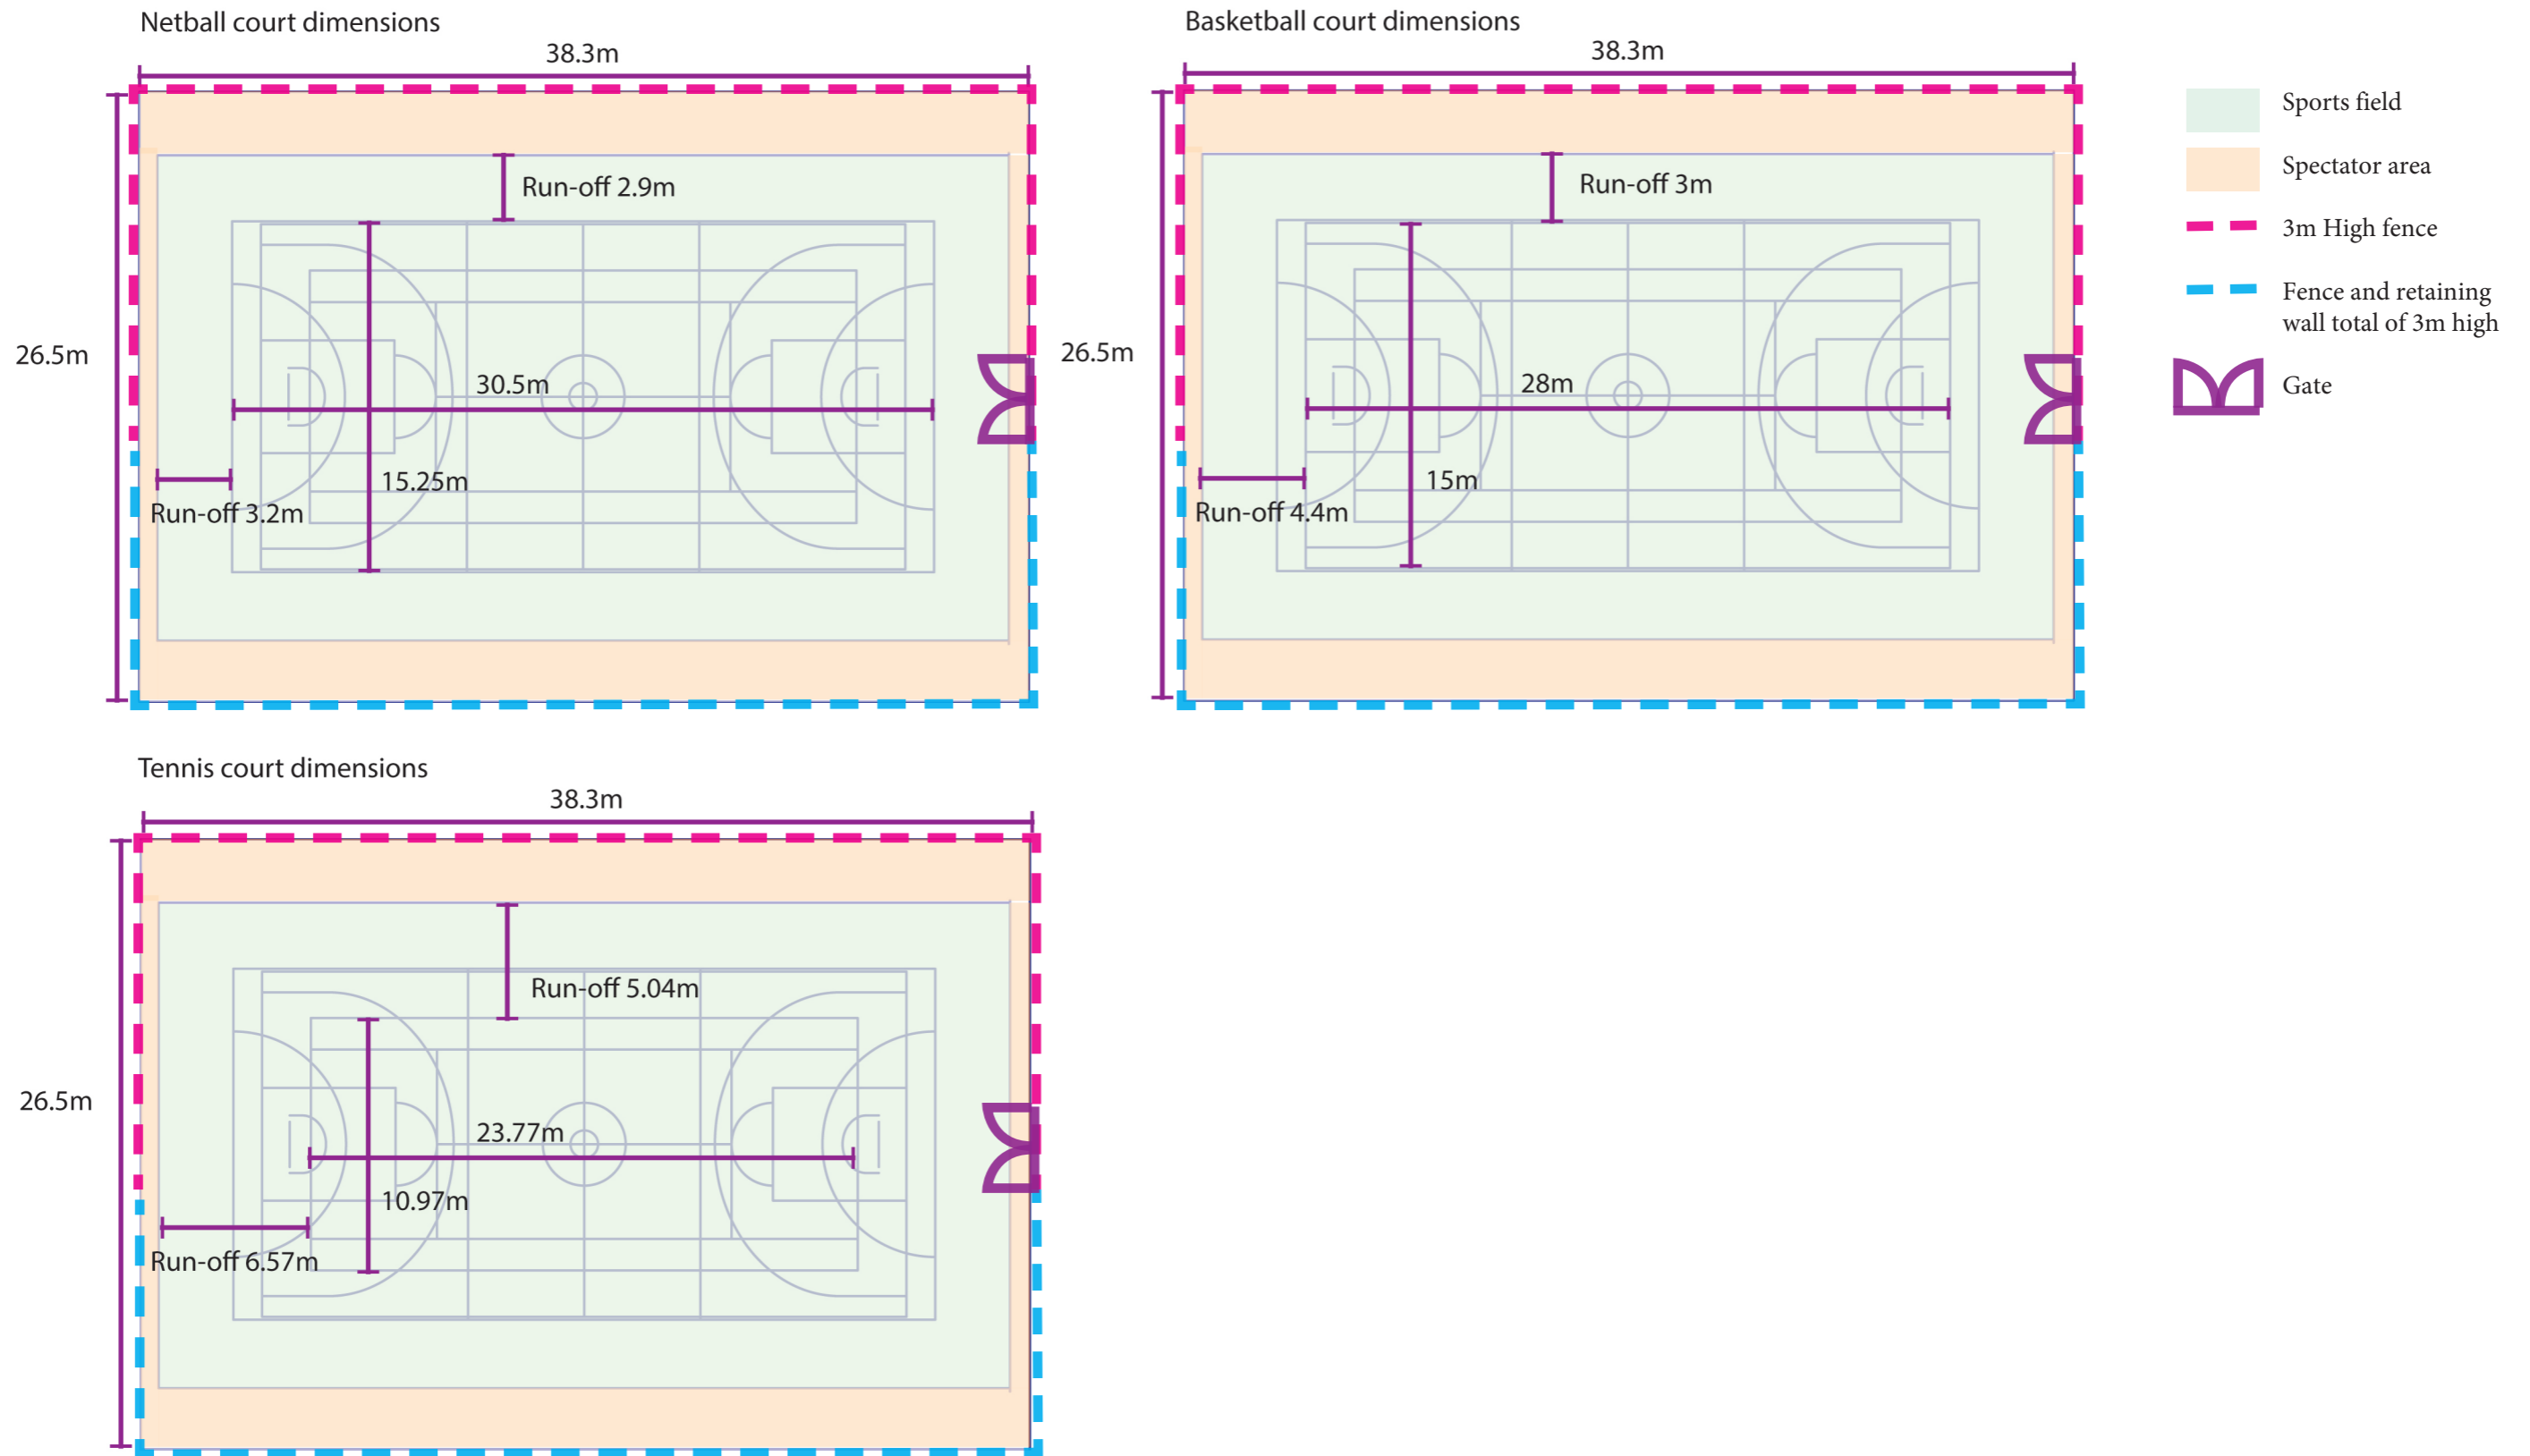 Netball court dimensions
38.3m
26.5m
Run-off 2.9m
30.5m
15.25m
Run-off 3.2m
Basketball court dimensions
38.3m
26.5m
Run-off 3m
28m
15m
Run-off 4.4m
Sports field
Spectator area
3m High fence
Fence and retaining
wall total of 3m high
Gate
Tennis court dimensions
38.3m
26.5m
Run-off 5.04m
23.77m
10.97m
Run-off 6.57m